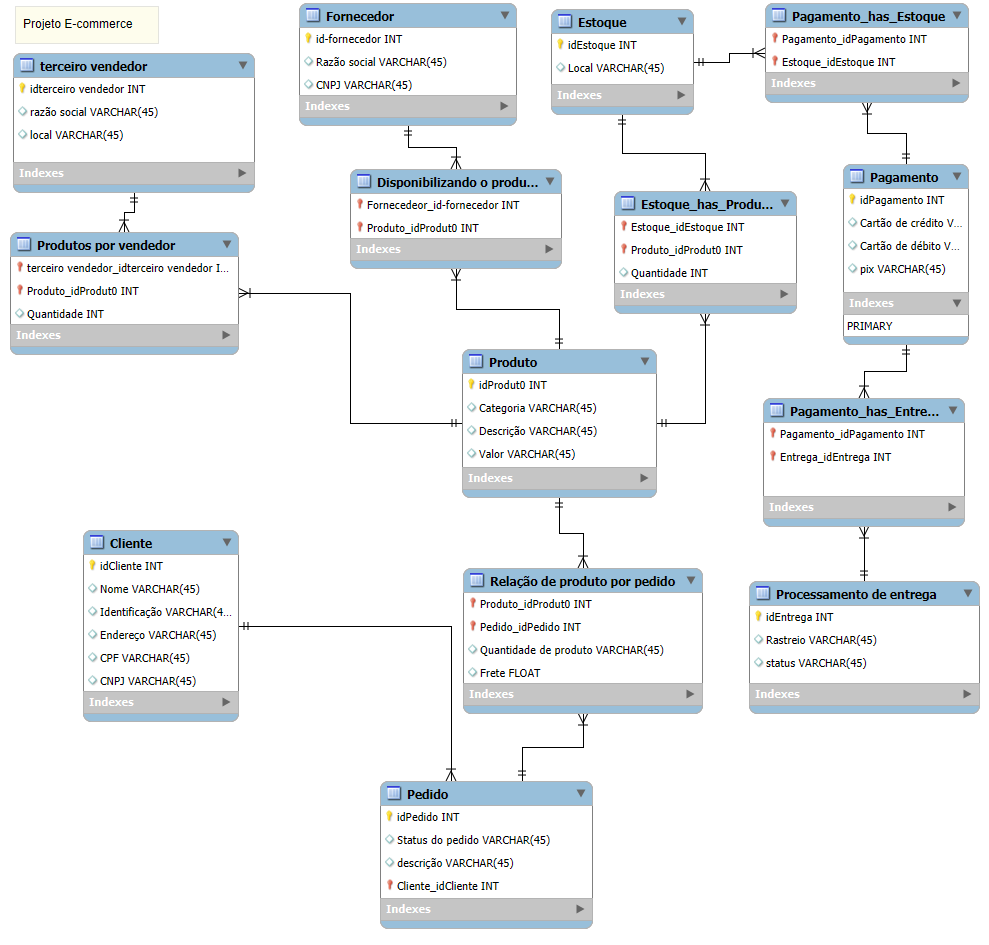 Projeto E-commerce
terceiro vendedor
idterceiro vendedor INT
razão social VARCHAR(45)
local VARCHAR(45)
Indexes
Fornecedor
id-fornecedor INT
Razão social VARCHAR(45)
CNPJ VARCHAR(45)
Indexes
Estoque
idEstoque INT
Local VARCHAR(45)
Indexes
Pagamento_has_Estoque
Pagamento_idPagamento INT
Estoque_idEstoque INT
Indexes
Produtos por vendedor
terceiro vendedor_idterceiro vendedor I...
Produto_idProdut0 INT
Quantidade INT
Indexes
Disponibilizando o produ...
Fornecedeor_id-fornecedor INT
Produto_idProdut0 INT
Indexes
Estoque_has_Produ...
Estoque_idEstoque INT
Produto_idProdut0 INT
Quantidade INT
Indexes
Pagamento
idPagamento INT
Cartão de crédito V...
Cartão de débito V...
pix VARCHAR(45)
Indexes
PRIMARY
Produto
idProdut0 INT
Categoria VARCHAR(45)
Descrição VARCHAR(45)
Valor VARCHAR(45)
Indexes
Pagamento_has_Entre...
Pagamento_idPagamento INT
Entrega_idEntrega INT
Indexes
Cliente
idCliente INT
Nome VARCHAR(45)
Identificação VARCHAR(4...
Endereço VARCHAR(45)
CPF VARCHAR(45)
CNPJ VARCHAR(45)
Indexes
Relação de produto por pedido
Produto_idProdut0 INT
Pedido_idPedido INT
Quantidade de produto VARCHAR(45)
Frete FLOAT
Indexes
Processamento de entrega
idEntrega INT
Rastreio VARCHAR(45)
status VARCHAR(45)
Indexes
Pedido
idPedido INT
Status do pedido VARCHAR(45)
descrição VARCHAR(45)
Cliente_idCliente INT
Indexes